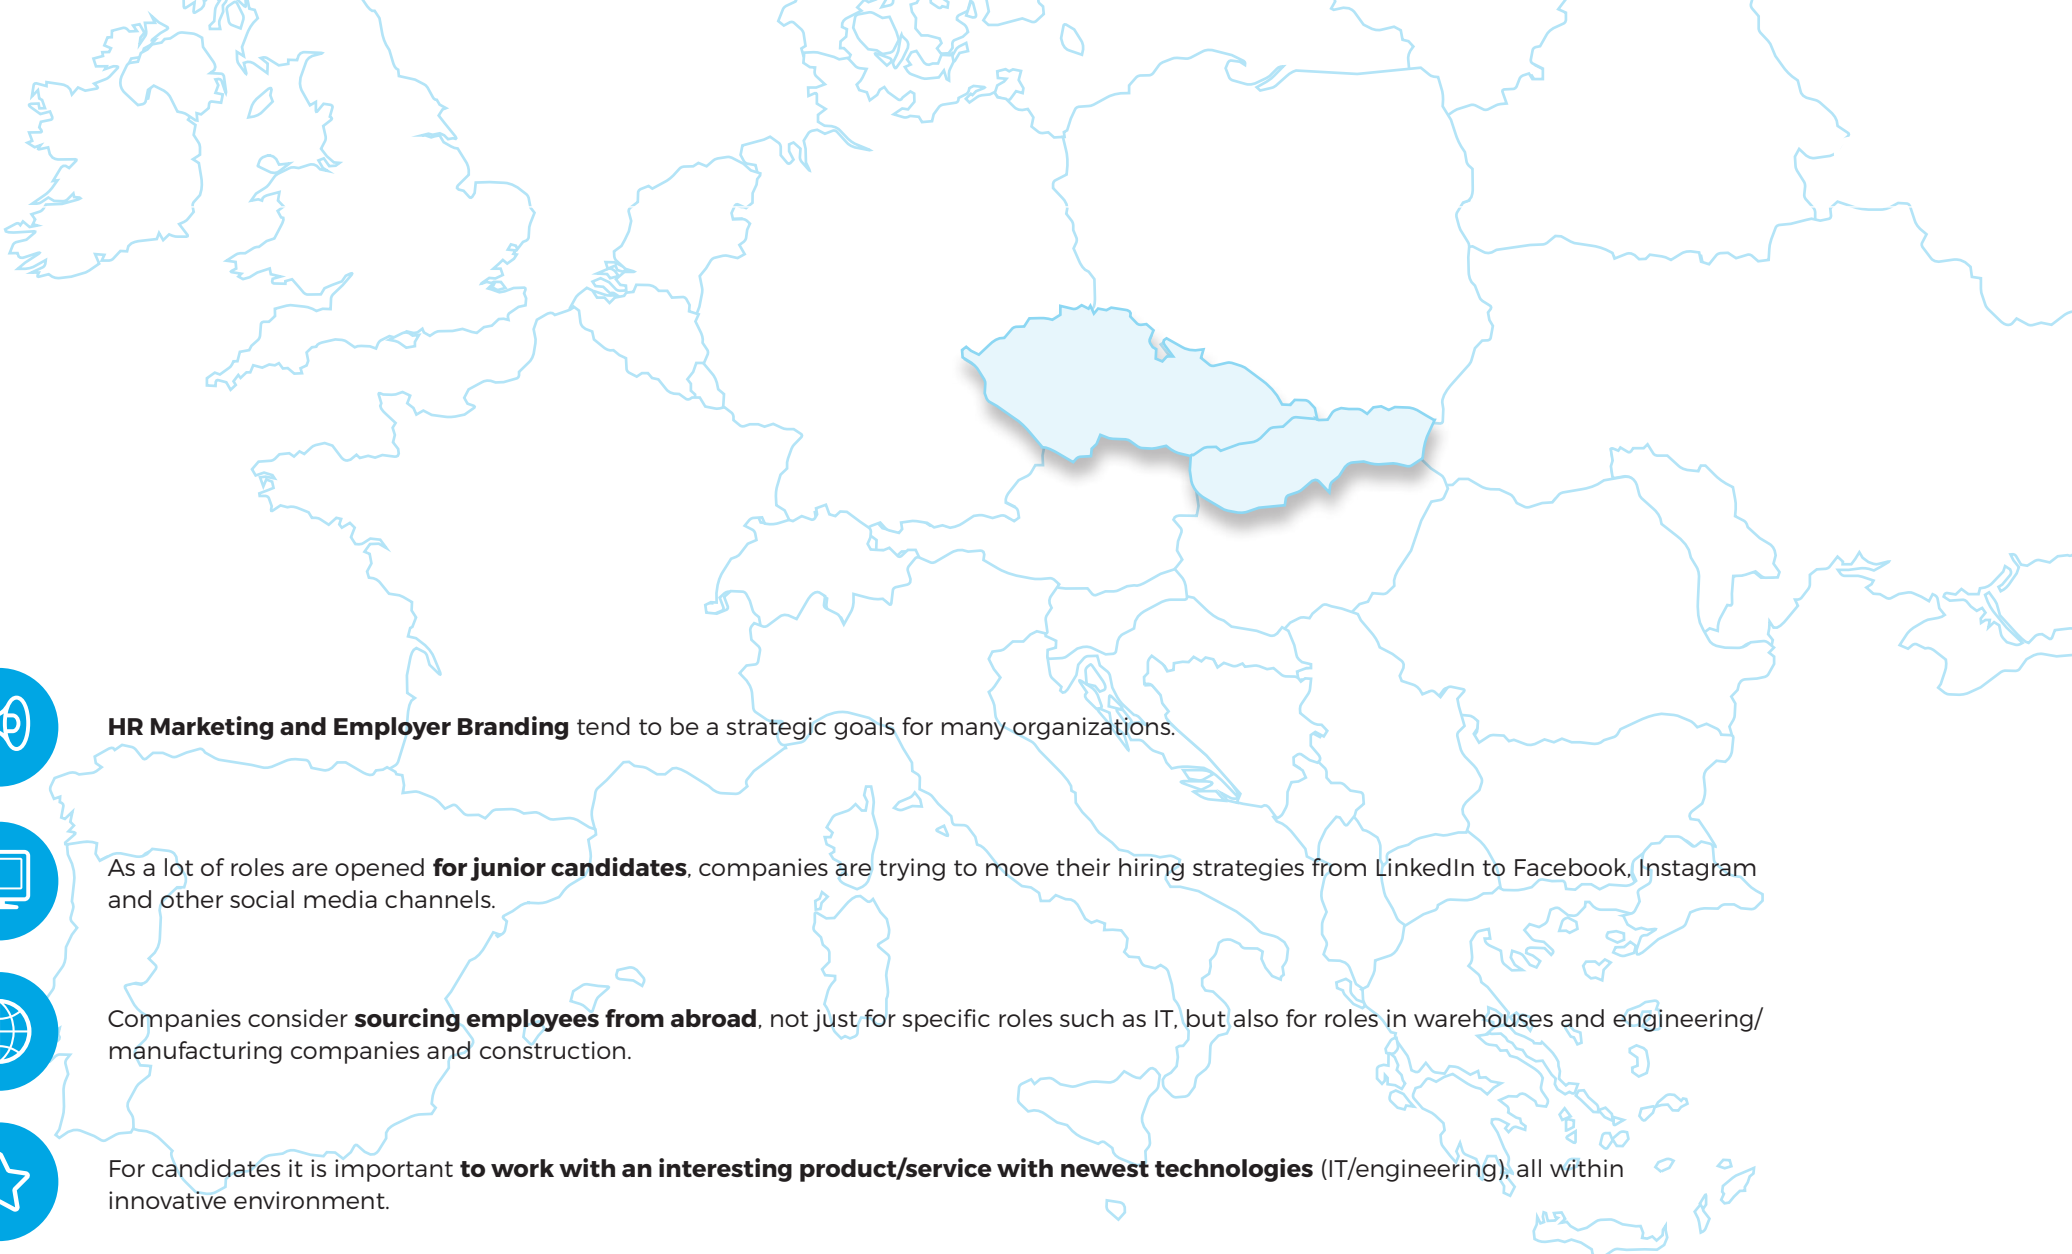 HR Marketing and Employer Branding tend to be a strategic goals for many organizations.
As a lot of roles are opened for junior candidates, companies are trying to move their hiring strategies from LinkedIn to Facebook, Instagram
and other social media channels.
Companies consider sourcing employees from abroad, not just for specific roles such as IT, but also for roles in warehouses and engineering/
manufacturing companies and construction.
For candidates it is important to work with an interesting product/service with newest technologies (IT/engineering), all within
innovative environment.